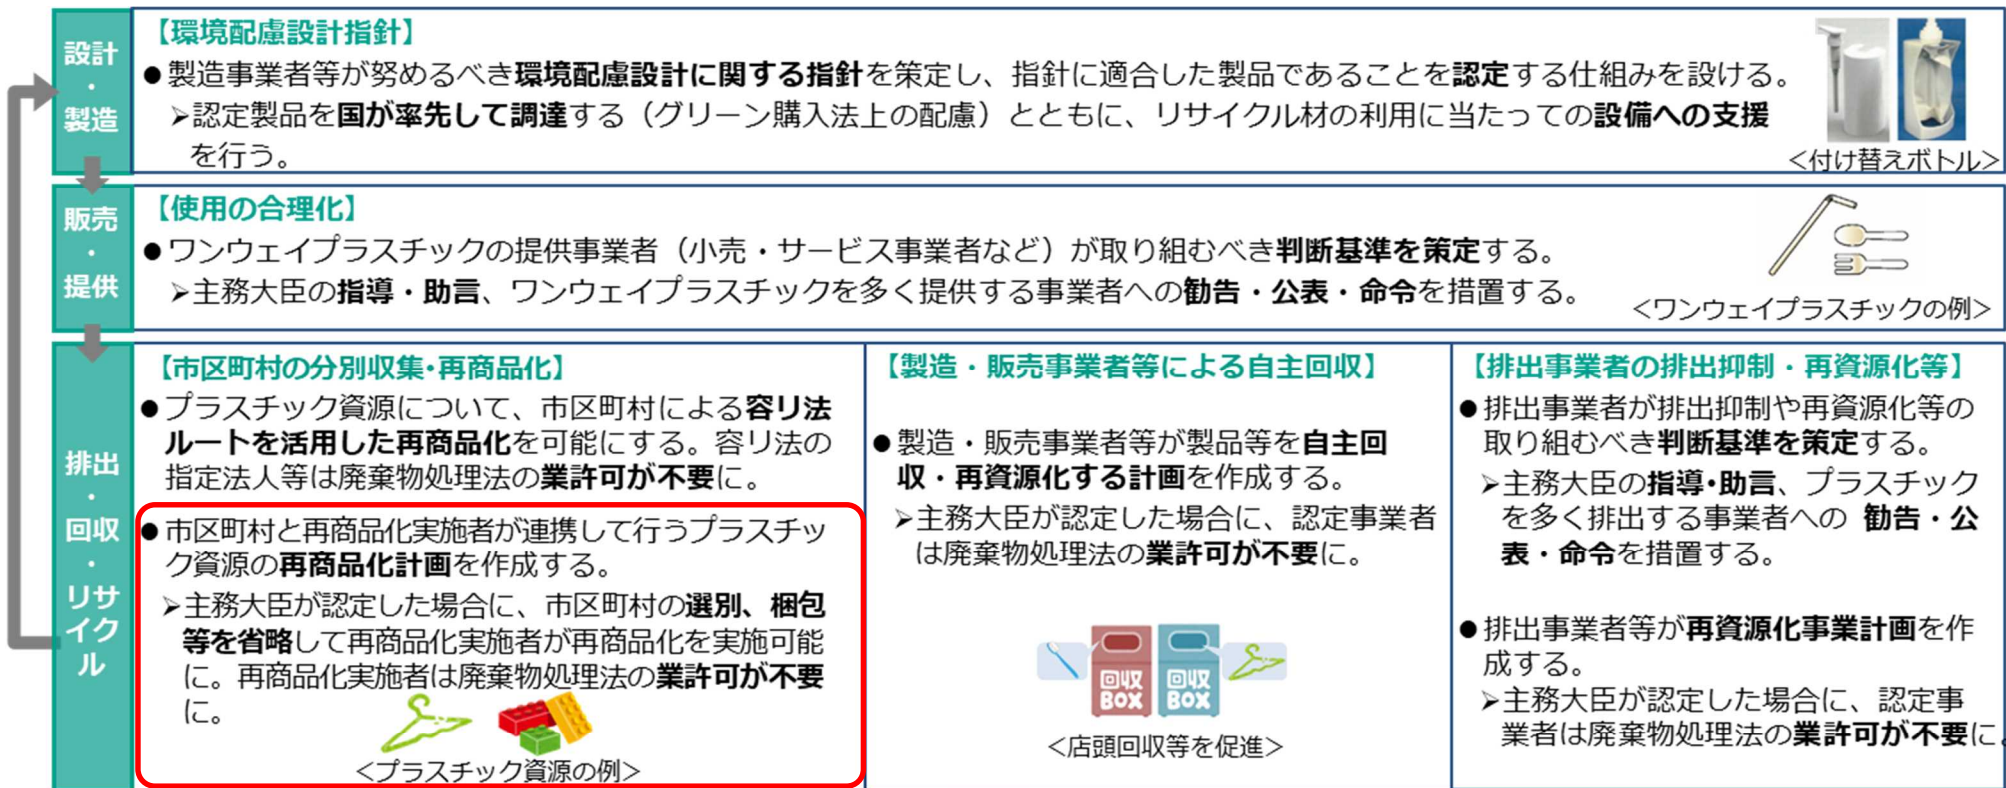 設計
・
製造
【環境配慮設計指針】
●製造事業者等が努めるべき環境配慮設計に関する指針を策定し、指針に適合した製品であることを認定する仕組みを設ける。
➢認定製品を国が率先して調達する（グリーン購入法上の配慮）とともに、リサイクル材の利用に当たっての設備への支援
を行う。
＜付け替えボトル＞
販売
・
提供
【使用の合理化】
●ワンウェイプラスチックの提供事業者（小売・サービス事業者など）が取り組むべき判断基準を策定する。
➢主務大臣の指導・助言、ワンウェイプラスチックを多く提供する事業者への勧告・公表・命令を措置する。
＜ワンウェイプラスチックの例＞
排出
・
回収
・
リサ
イク
ル
【市区町村の分別収集・再商品化】
●プラスチック資源について、市区町村による容リ法
ルートを活用した再商品化を可能にする。容リ法の
指定法人等は廃棄物処理法の業許可が不要に。
●市区町村と再商品化実施者が連携して行うプラスチッ
ク資源の再商品化計画を作成する。
➢主務大臣が認定した場合に、市区町村の選別、梱包
等を省略して再商品化実施者が再商品化を実施可能
に。再商品化実施者は廃棄物処理法の業許可が不要
に。
＜プラスチック資源の例＞
【製造・販売事業者等による自主回収】
●製造・販売事業者等が製品等を自主回
収・再資源化する計画を作成する。
➢主務大臣が認定した場合に、認定事業者
は廃棄物処理法の業許可が不要に。
回収
BOX
回収
BOX
＜店頭回収等を促進＞
【排出事業者の排出抑制・再資源化等】
●排出事業者が排出抑制や再資源化等の
取り組むべき判断基準を策定する。
➢主務大臣の指導・助言、プラスチック
を多く排出する事業者への 勧告・公
表・命令を措置する。
●排出事業者等が再資源化事業計画を作
成する。
➢主務大臣が認定した場合に、認定事
業者は廃棄物処理法の業許可が不要に。